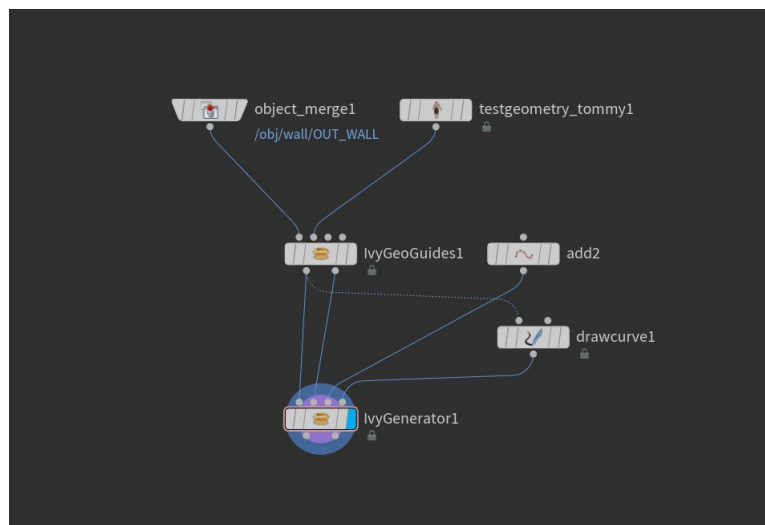 object_merge1
testgeometry_tommy1
/obj/wall/OUT_WALL
IvyGeoGuides1
add2
drawcurve1
IvyGenerator1